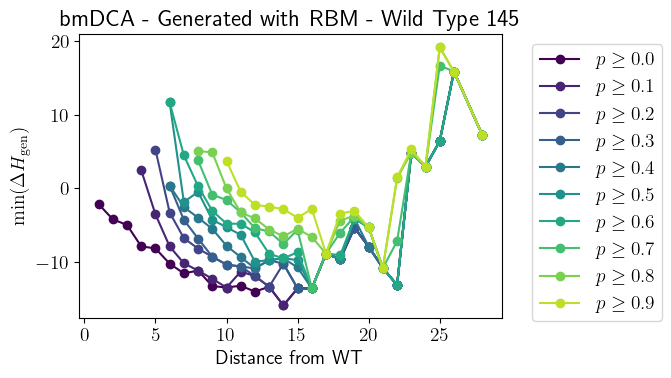 bmDCA - Generated with RBM - Wild Type 145
min(ΔH_gen)
20
10
0
−10
0 5 10 15 20 25
Distance from WT
p ≥ 0.0
p ≥ 0.1
p ≥ 0.2
p ≥ 0.3
p ≥ 0.4
p ≥ 0.5
p ≥ 0.6
p ≥ 0.7
p ≥ 0.8
p ≥ 0.9